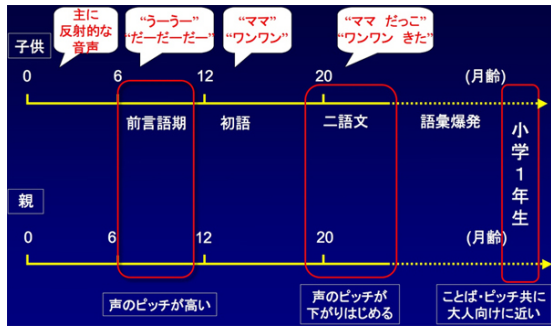 主に
反射的な
音声
“うーうー”
“だーだーだー”
“ママ”
“ワンワン”
“ママ だっこ”
“ワンワン きた”
子供
0 6 12 20 (月齢)
前言語期 初語 二語文 語彙爆発
小学1年生
親
0 6 12 20 (月齢)
声のピッチが高い
声のピッチが
下がりはじめる
ことば・ピッチ共に
大人向けに近い